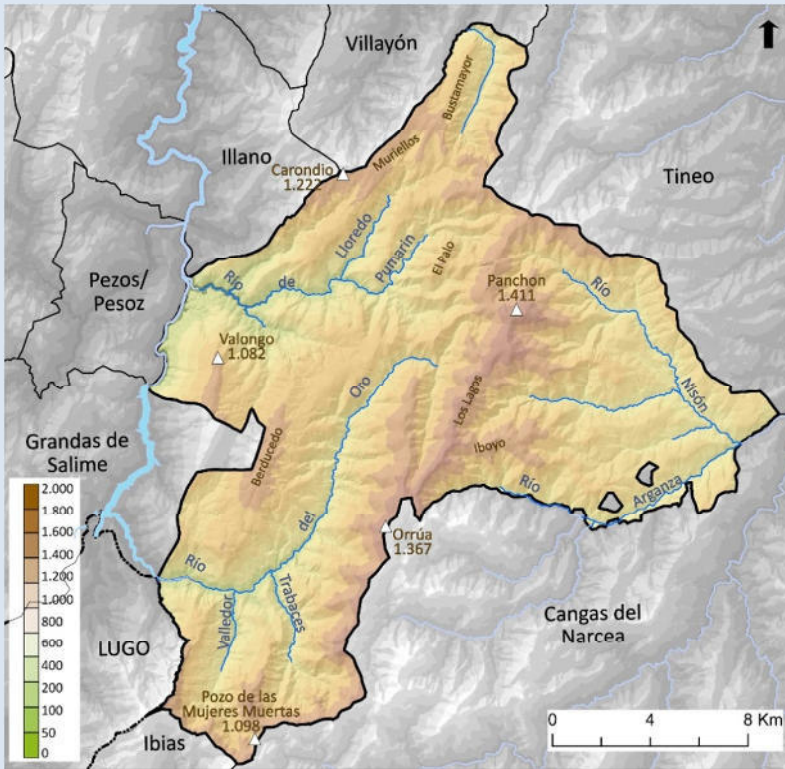 Villayón
Bustamayor
Illano
Muriellos
Carondio
1.222
Tineo
Lloredo
Pumarín
El Palo
Río
de
Pezos/
Pesoz
Panchon
1.411
Río
Valongo
1.082
Oro
Nisón
Los Lagos
Grandas de
Salime
Berducedo
Iboyo
Río
Arganza
del
Orrúa
1.367
Río
Trabaces
Valledor
Cangas del
Narcea
LUGO
Pozo de las
Mujeres Muertas
1.098
Ibias
2.000
1.800
1.600
1.400
1.200
1.000
800
600
400
200
100
50
0
0 4 8 Km